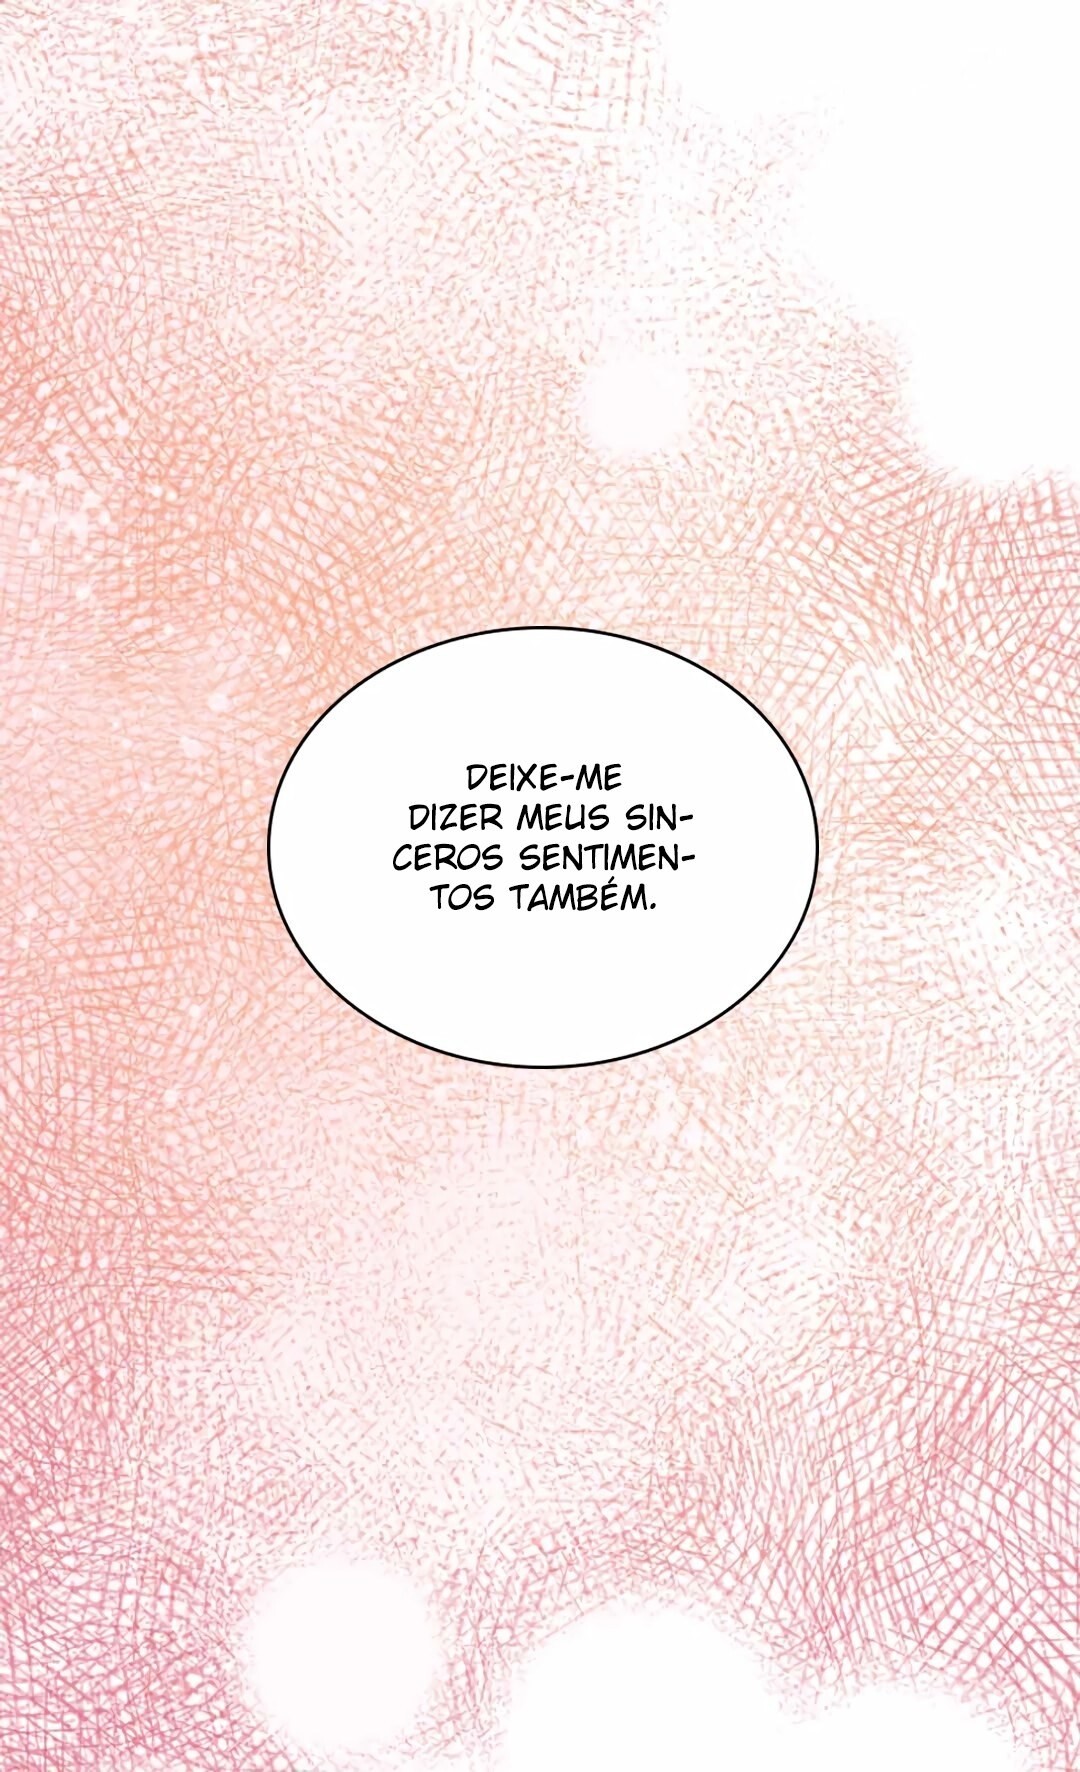 DEIXE-ME
DIZER MEUS SIN-
CEROS SENTIMEN-
TOS TAMBÉM.